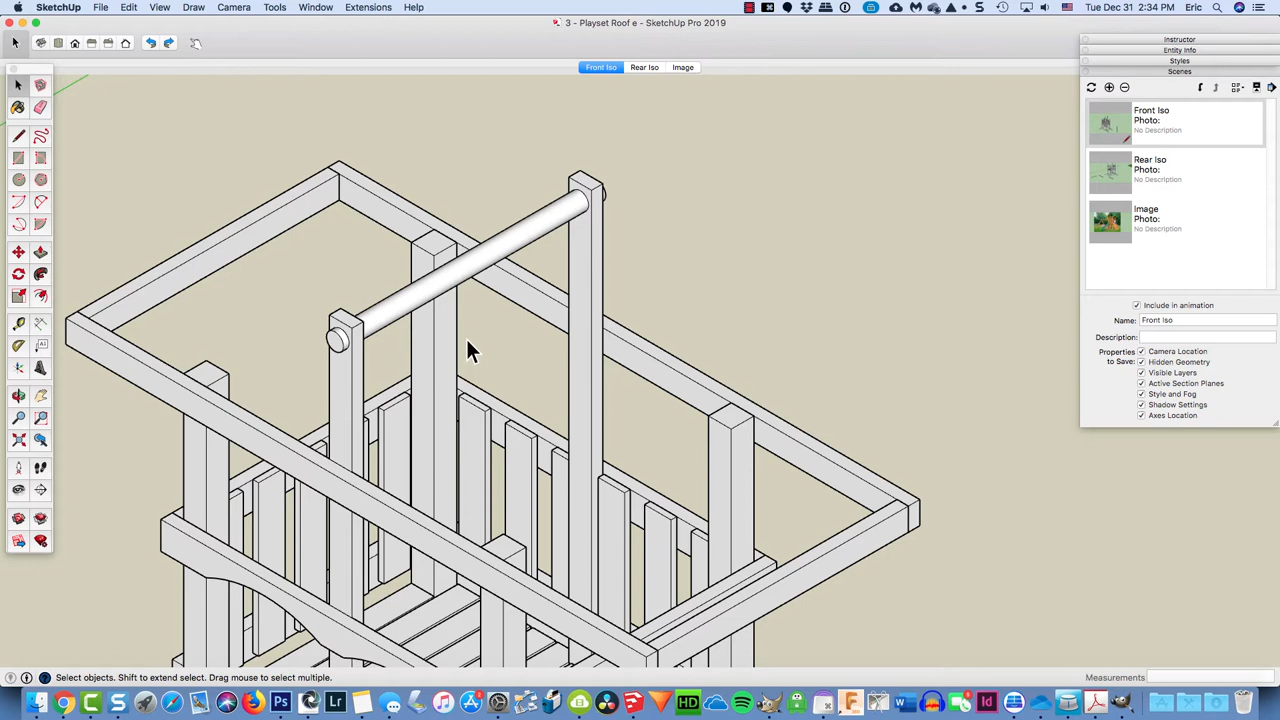 SketchUp File Edit View Draw Camera Tools Window Extensions Help Eric Tue Dec 31 2:34 PM
3 - Playset Roof e - SketchUp Pro 2019
Front Iso Rear Iso Image
Instructor
Entity Info
Styles
Scenes
Front Iso
Photo:
No Description
Rear Iso
Photo:
No Description
Image
Photo:
No Description
Include in animation
Name: Front Iso
Description:
Properties to Save:
Camera Location
Hidden Geometry
Visible Layers
Active Section Planes
Style and Fog
Shadow Settings
Axes Location
Select objects. Shift to extend select. Drag mouse to select multiple.
Measurements